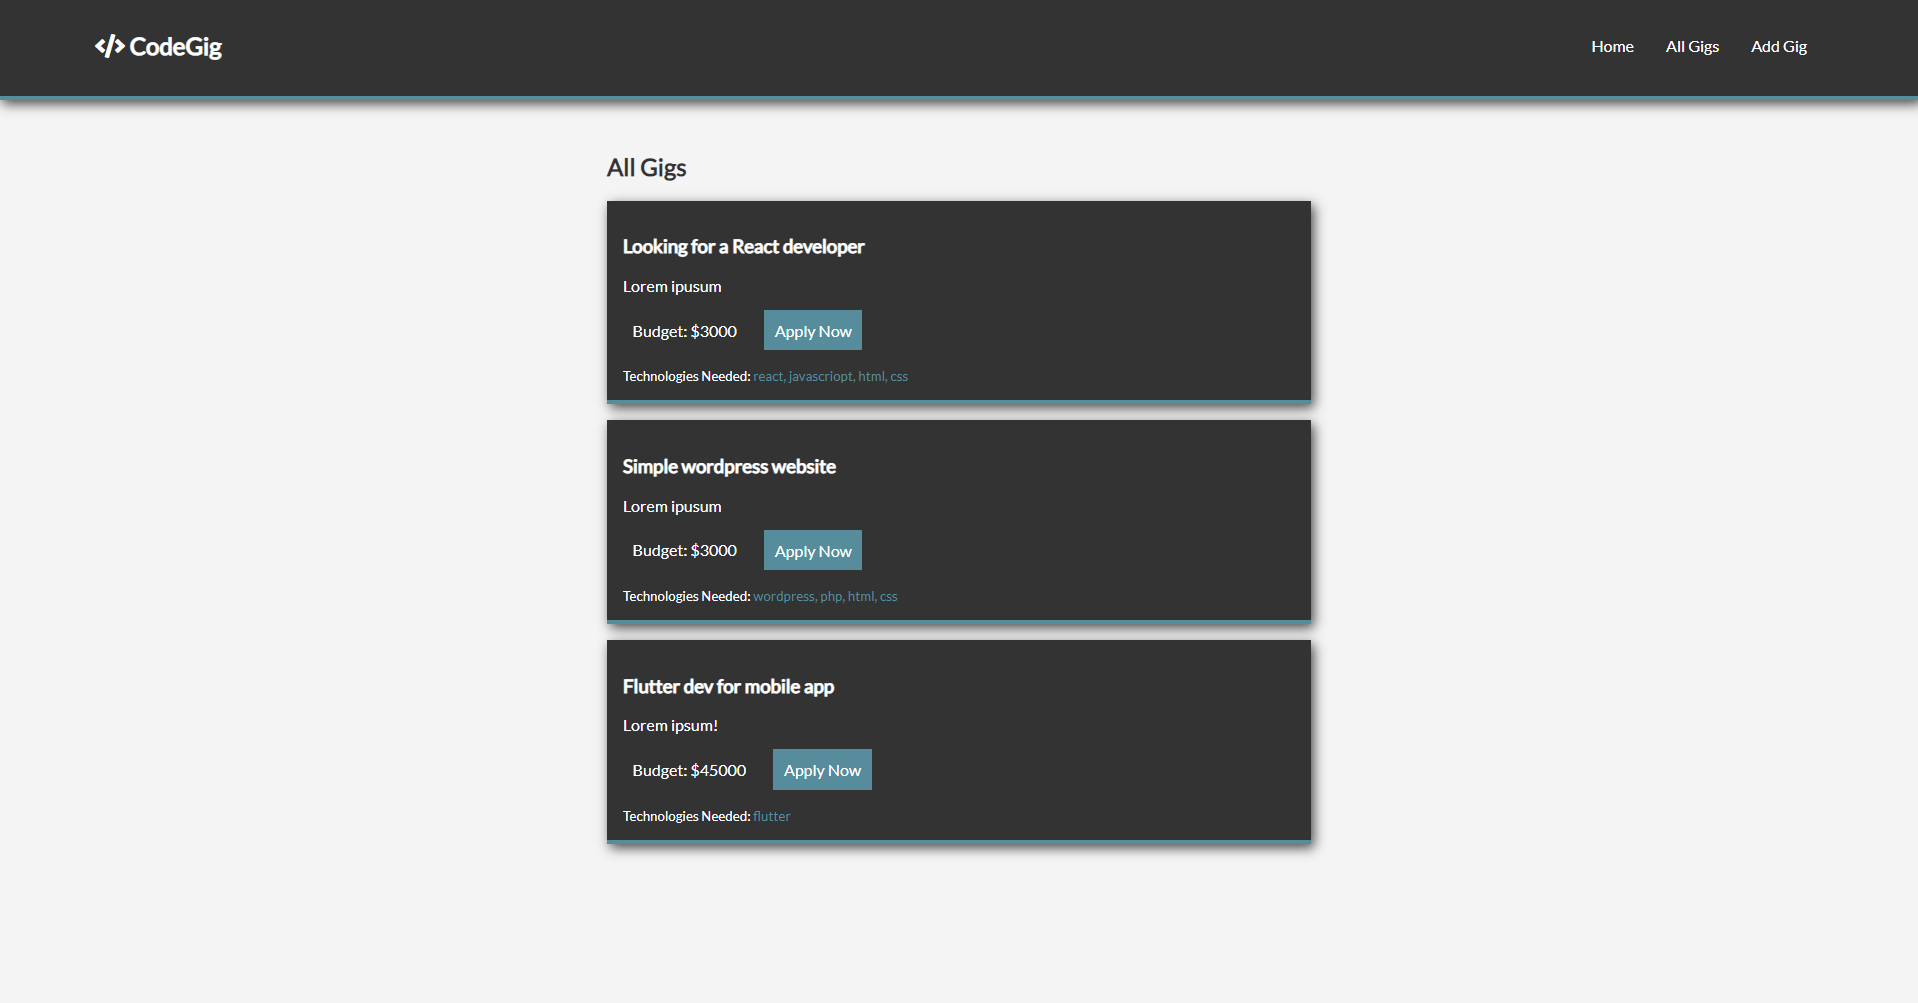 </> CodeGig
Home All Gigs Add Gig
All Gigs
Looking for a React developer
Lorem ipusum
Budget: $3000 Apply Now
Technologies Needed: react, javascriopt, html, css
Simple wordpress website
Lorem ipusum
Budget: $3000 Apply Now
Technologies Needed: wordpress, php, html, css
Flutter dev for mobile app
Lorem ipsum!
Budget: $45000 Apply Now
Technologies Needed: flutter